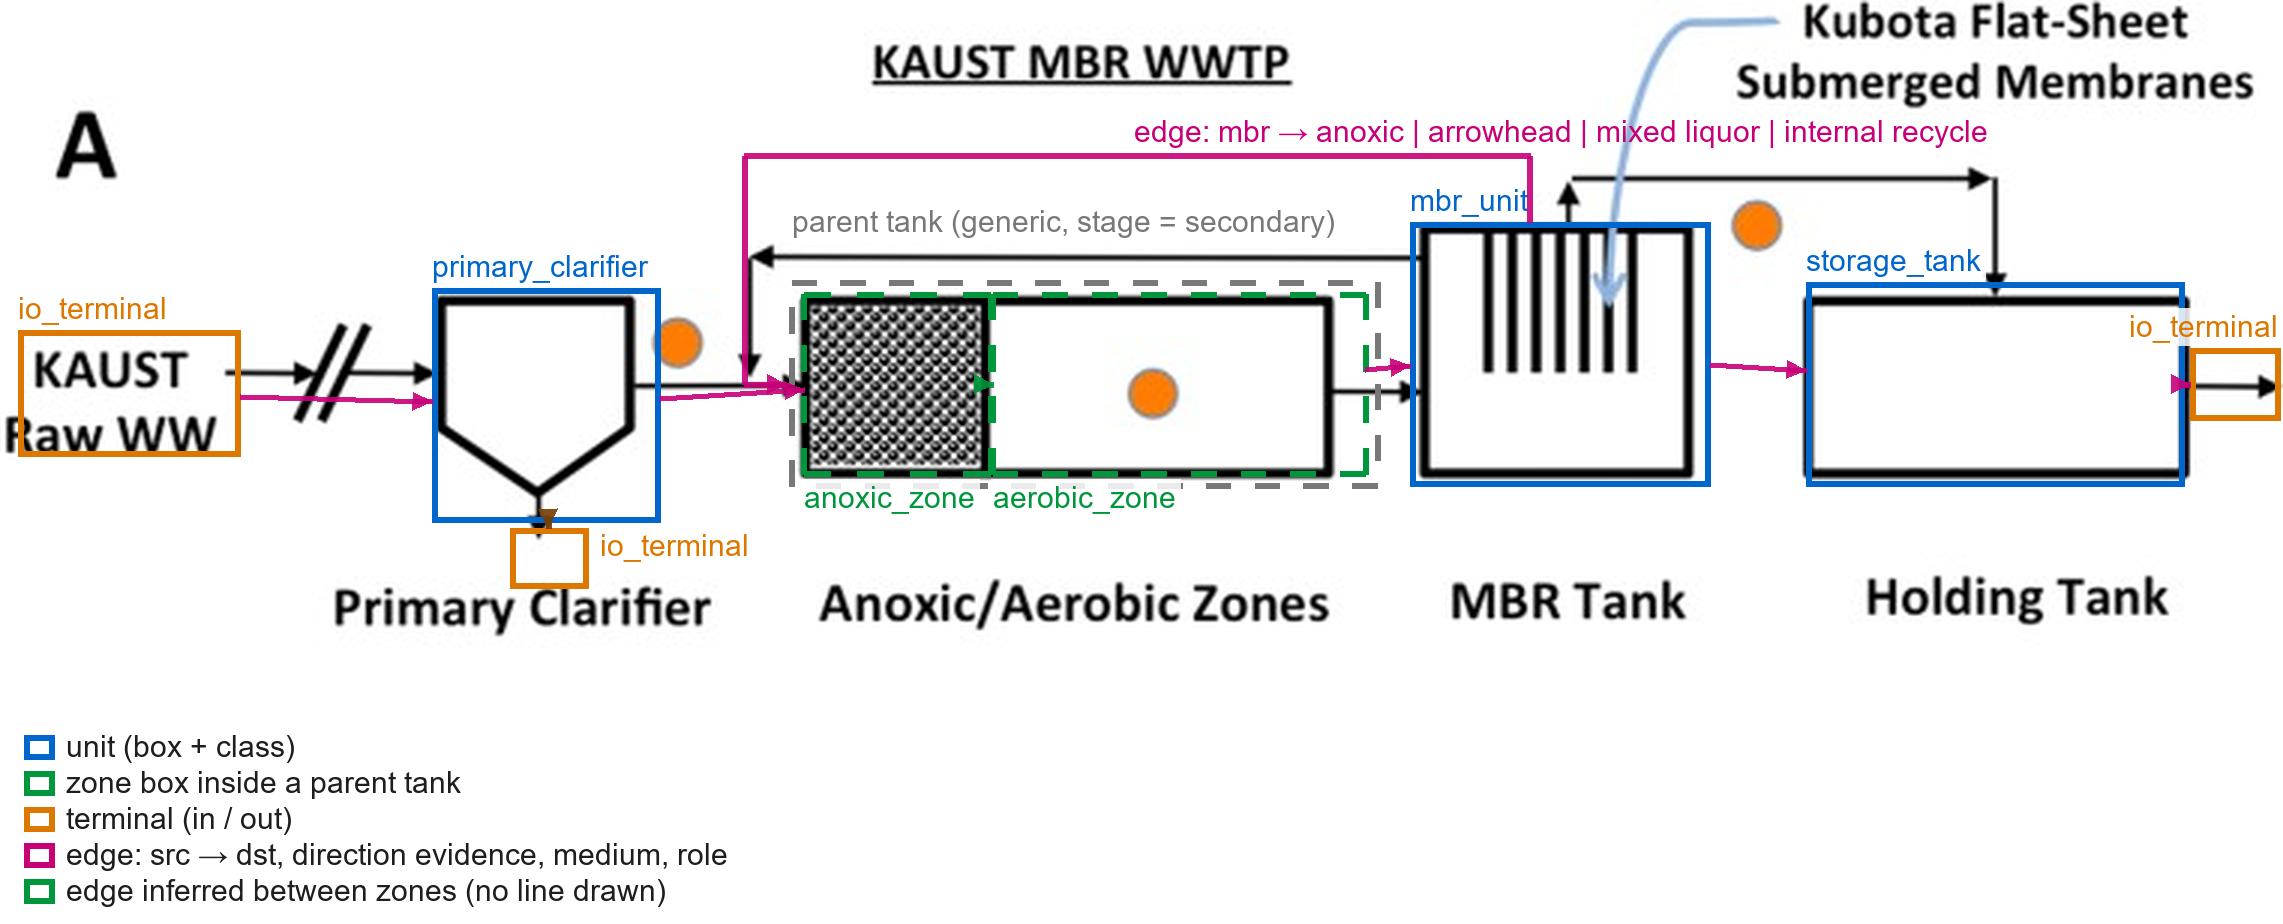 Kubota Flat-Sheet
KAUST MBR WWTP
Submerged Membranes
A
edge: mbr → anoxic | arrowhead | mixed liquor | internal recycle
mbr_unit
parent tank (generic, stage = secondary)
primary_clarifier
storage_tank
io_terminal
io_terminal
KAUST
Raw WW
anoxic_zone
aerobic_zone
io_terminal
Primary Clarifier
Anoxic/Aerobic Zones
MBR Tank
Holding Tank
unit (box + class)
zone box inside a parent tank
terminal (in / out)
edge: src → dst, direction evidence, medium, role
edge inferred between zones (no line drawn)